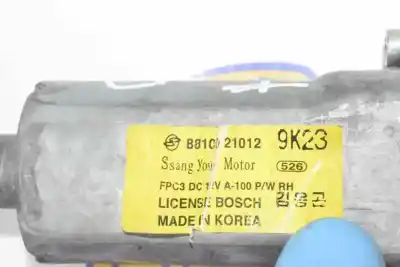 8810021012 9K23
Ssang Yong Motor 526
FPC3 DC 12V A-100 P/W RH
LICENSE BOSCH 김용곤
MADE IN KOREA